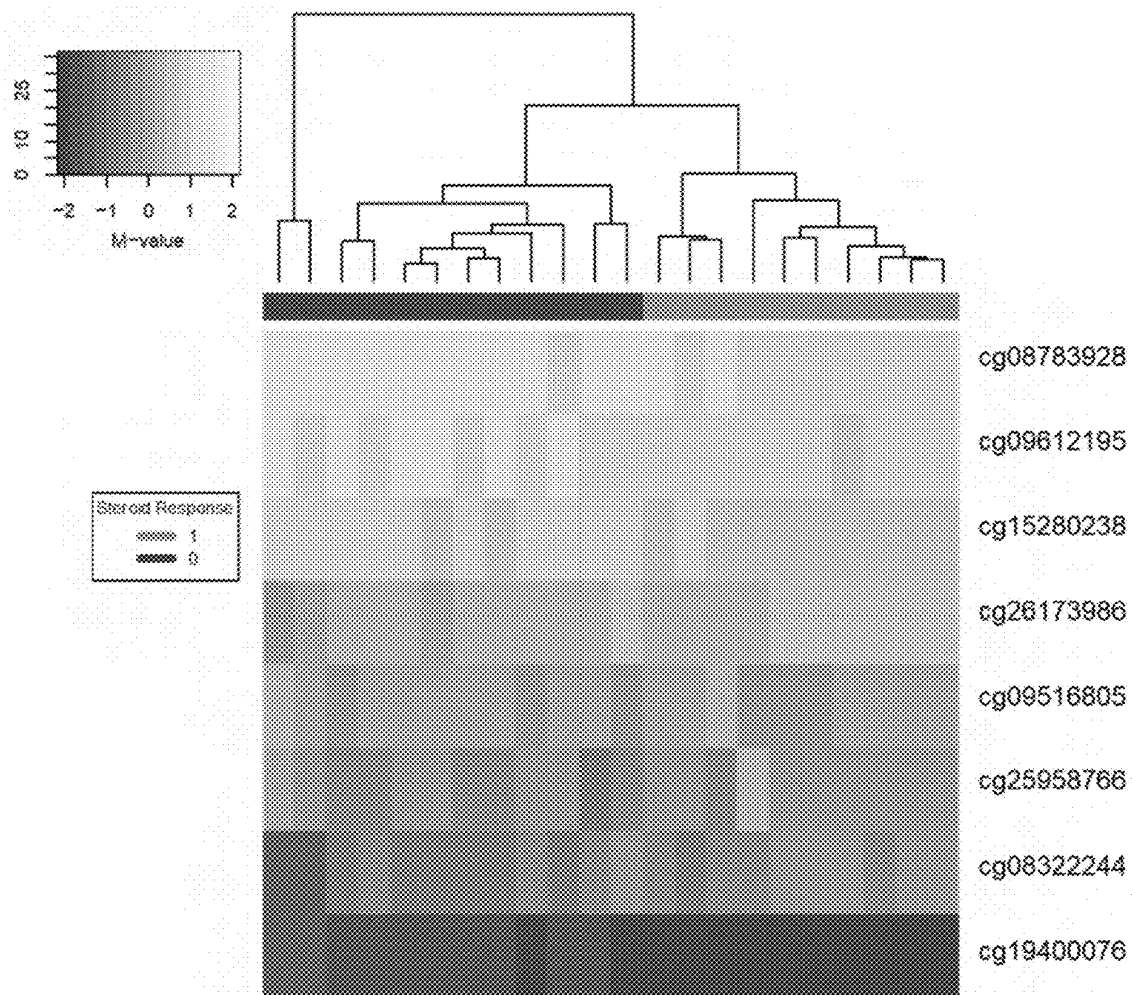 0 10 25
-2 -1 0 1 2
M-value
Steroid Response
1
0
cg08783928
cg09612195
cg15280238
cg26173986
cg09516805
cg25958766
cg08322244
cg19400076